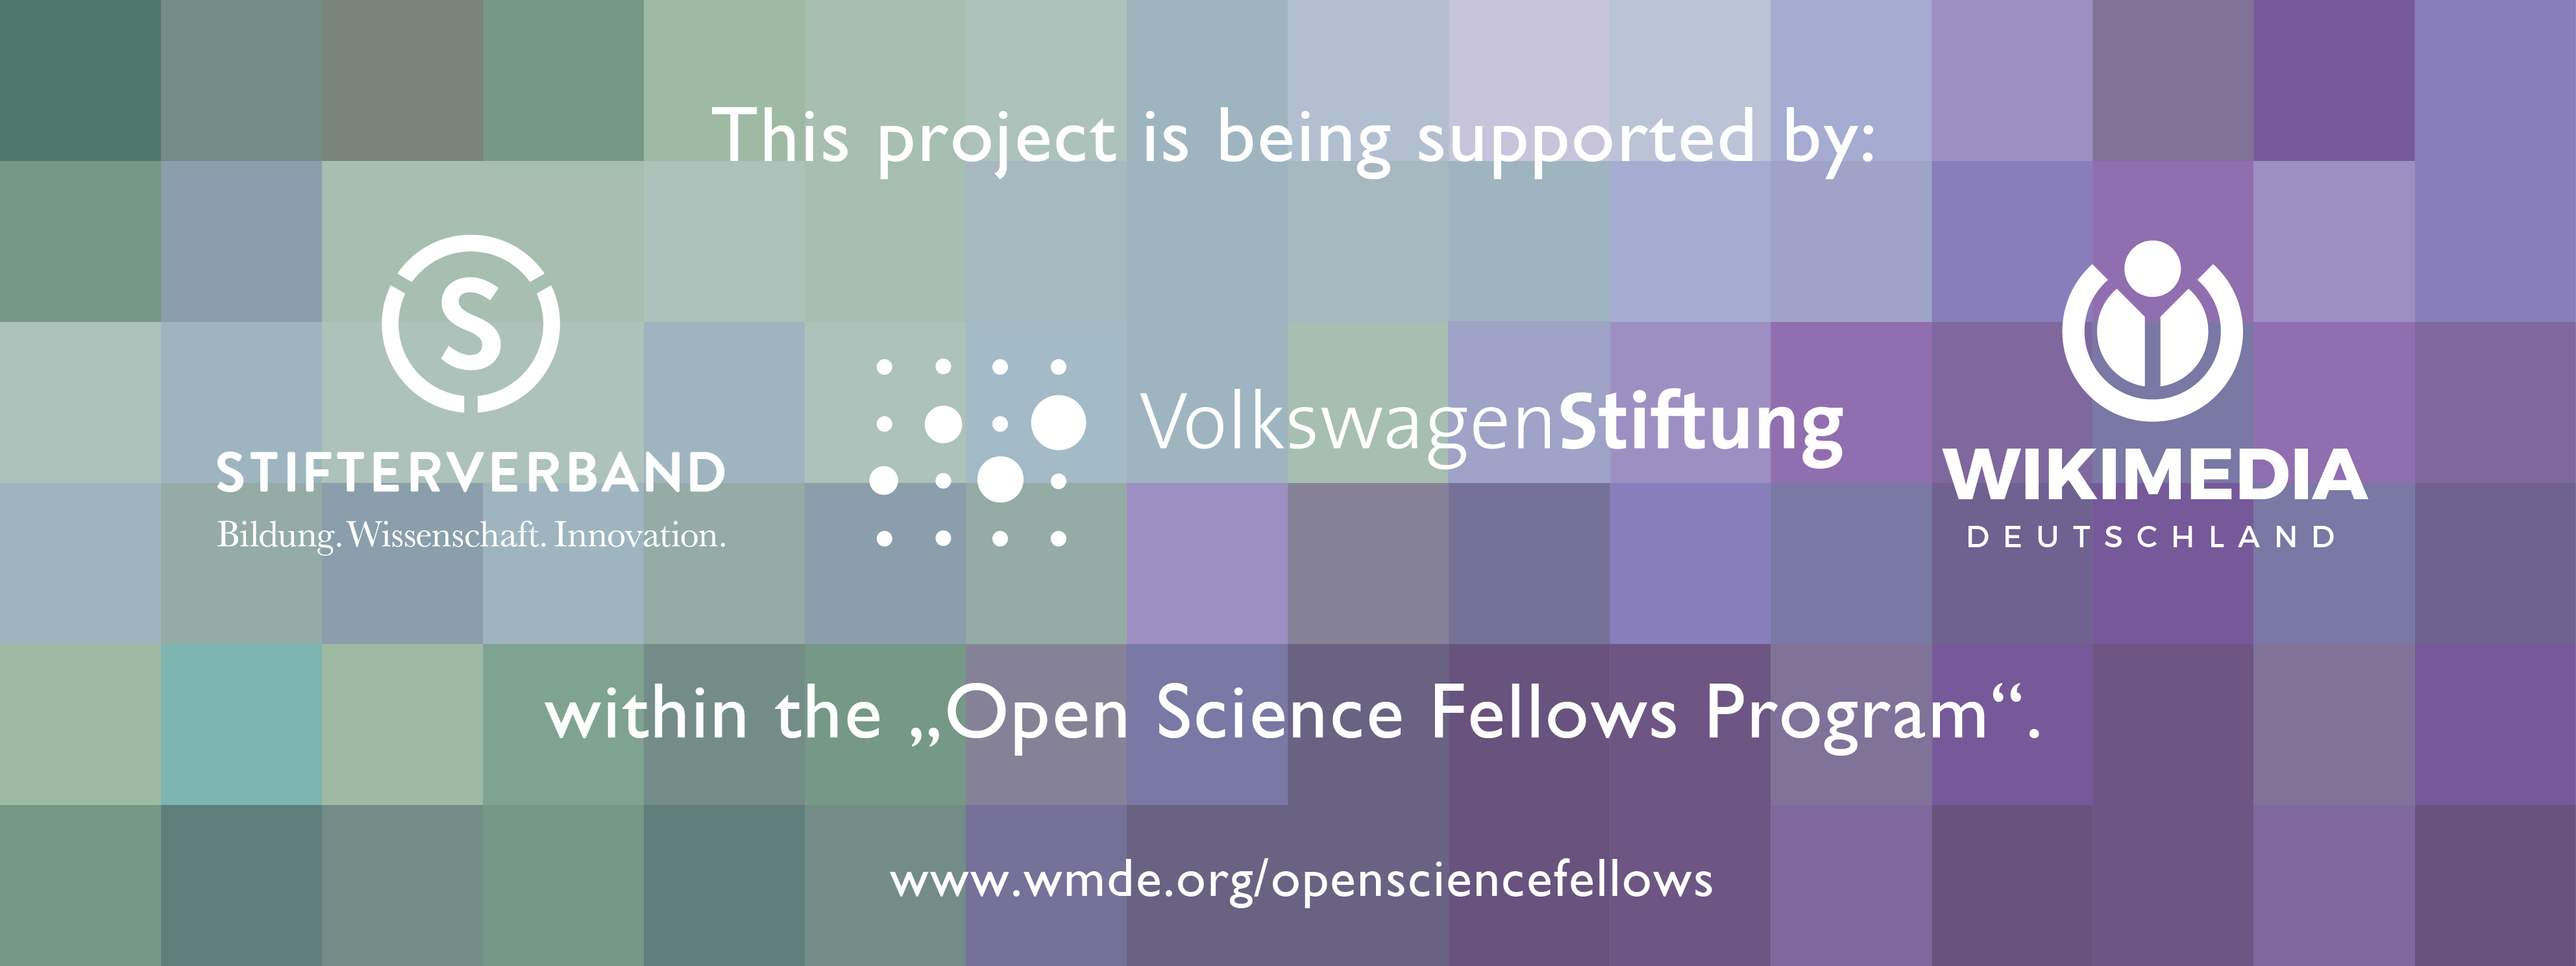 This project is being supported by:
S
STIFTERVERBAND
Bildung. Wissenschaft. Innovation.
VolkswagenStiftung
WIKIMEDIA
DEUTSCHLAND
within the „Open Science Fellows Program“.
www.wmde.org/opensciencefellows